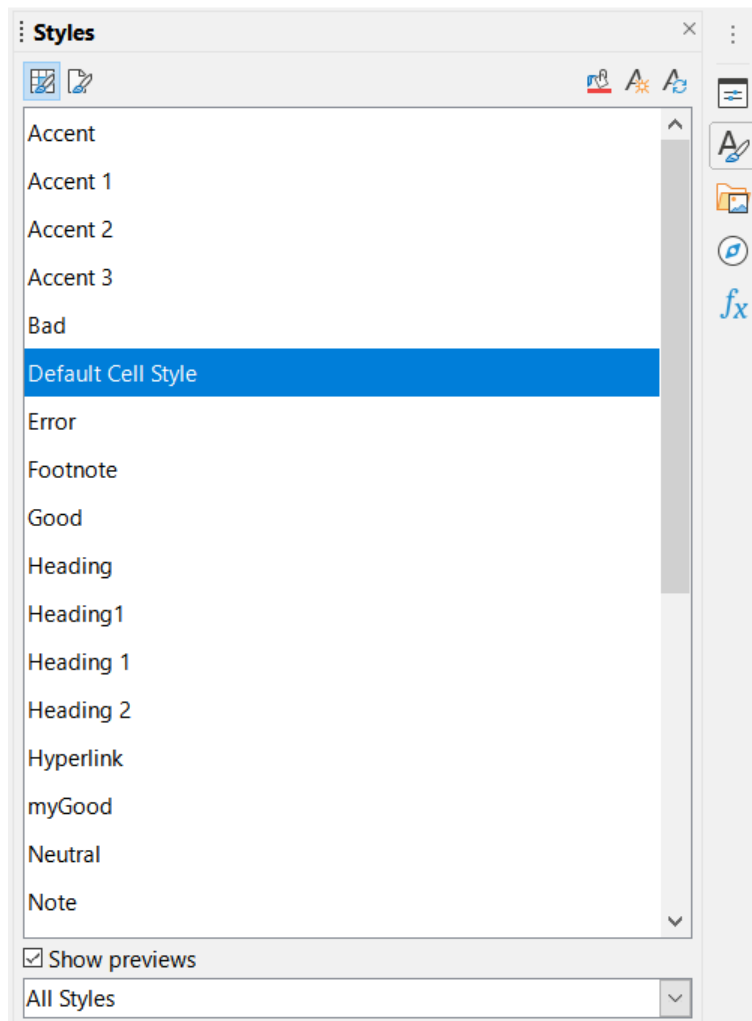 Styles
Accent
Accent 1
Accent 2
Accent 3
Bad
Default Cell Style
Error
Footnote
Good
Heading
Heading1
Heading 1
Heading 2
Hyperlink
myGood
Neutral
Note
Show previews
All Styles